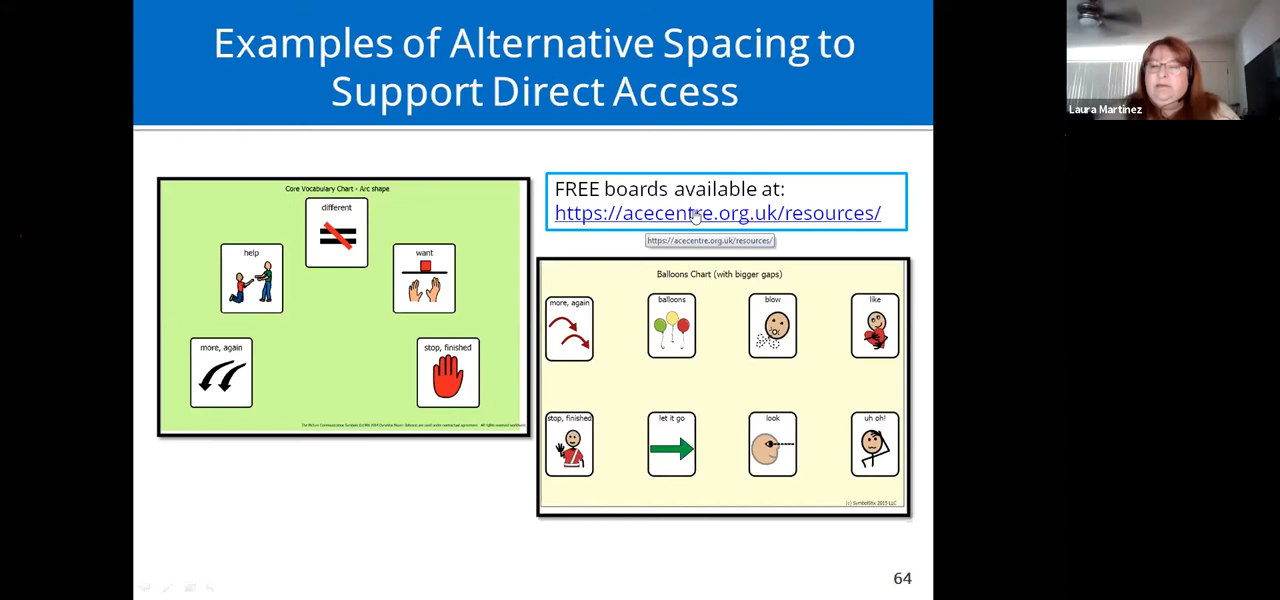 Examples of Alternative Spacing to
Support Direct Access
Laura Martinez
Core Vocabulary Chart - Arc shape
different
help
want
more, again
stop, finished
FREE boards available at:
https://acecentre.org.uk/resources/
https://acecentre.org.uk/resources/
Balloons Chart (with bigger gaps)
more, again
balloons
blow
like
stop, finished
let it go
look
uh oh!
(c) SymbolStix 2015 LLC
64